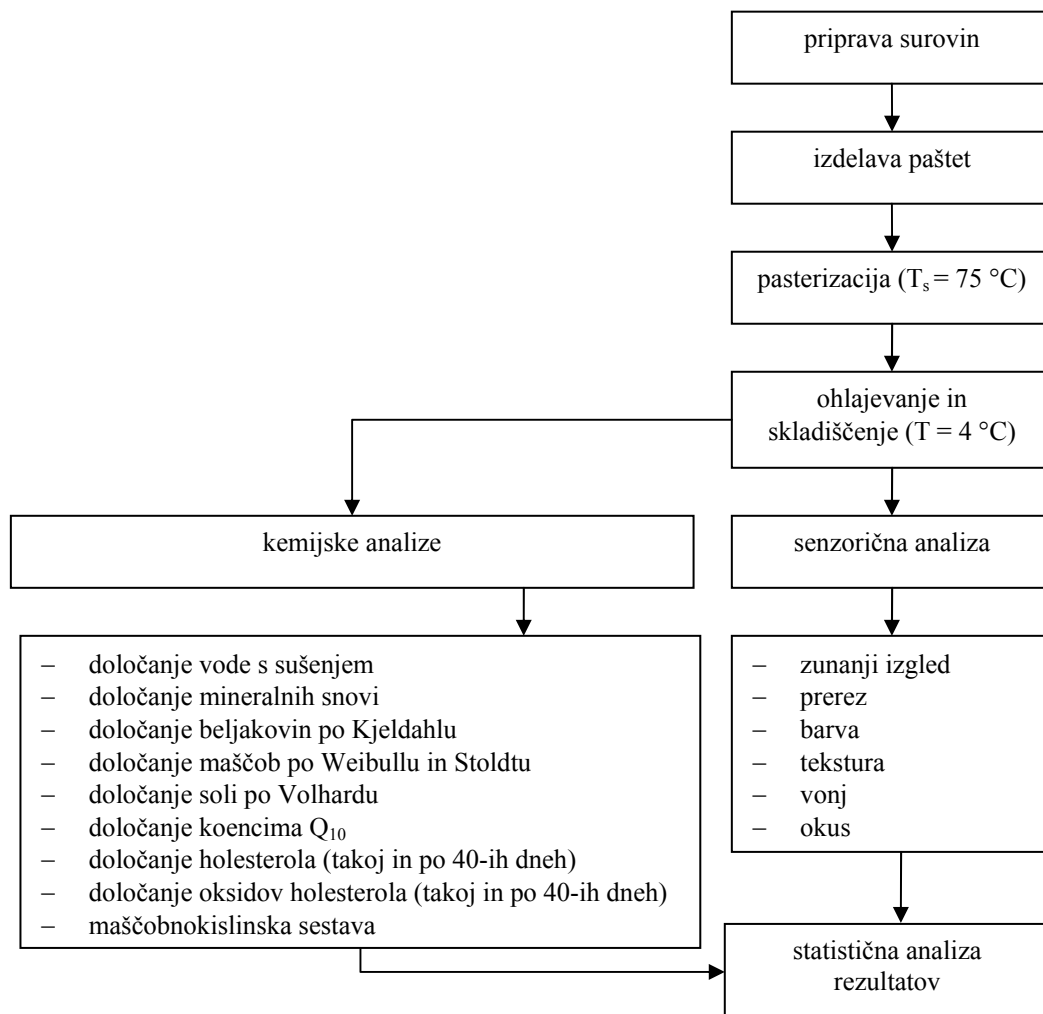 priprava surovin
izdelava paštet
pasterizacija (Ts = 75 °C)
ohlajevanje in
skladiščenje (T = 4 °C)
kemijske analize
senzorična analiza
– določanje vode s sušenjem
– določanje mineralnih snovi
– določanje beljakovin po Kjeldahlu
– določanje maščob po Weibullu in Stoldtu
– določanje soli po Volhardu
– določanje koencima Q10
– določanje holesterola (takoj in po 40-ih dneh)
– določanje oksidov holesterola (takoj in po 40-ih dneh)
– maščobnokislinska sestava
– zunanji izgled
– prerez
– barva
– tekstura
– vonj
– okus
statistična analiza
rezultatov